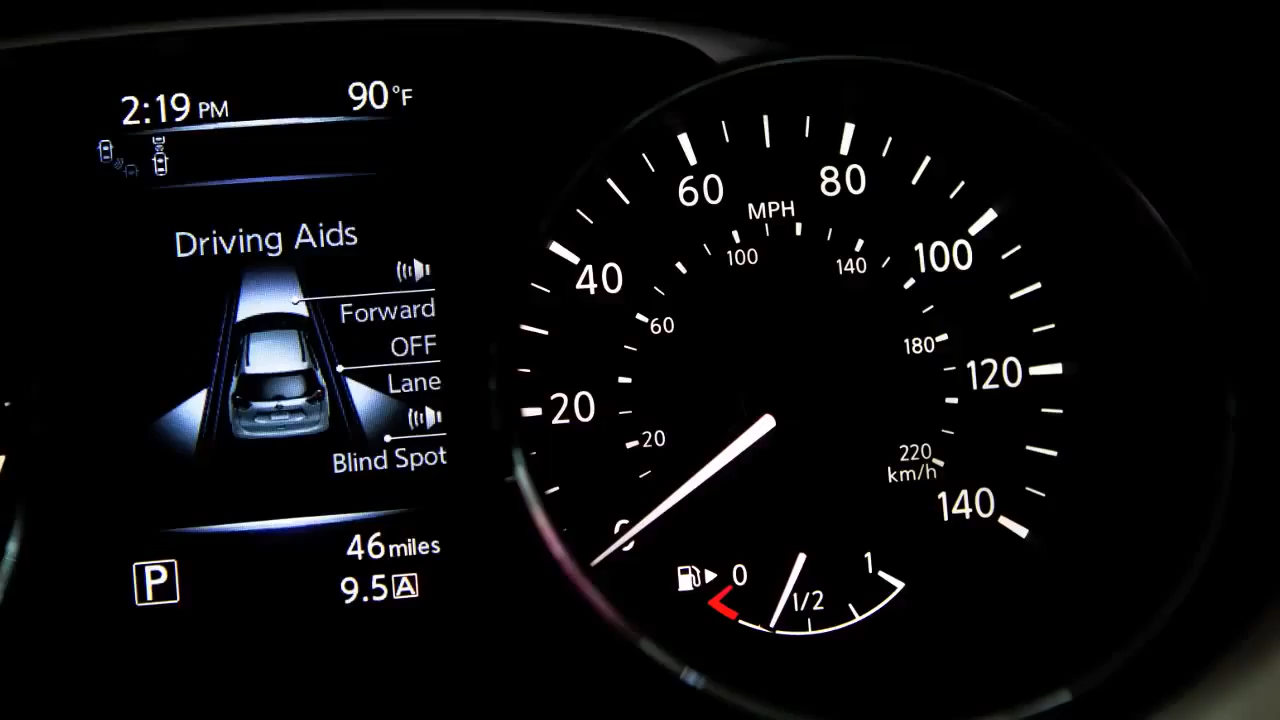 2:19 PM 90°F
Driving Aids
Forward
OFF
Lane
Blind Spot
46 miles
P 9.5 A
0
20
40
60
80
100
120
140
MPH
20
60
100
140
180
220
km/h
0 1/2 1